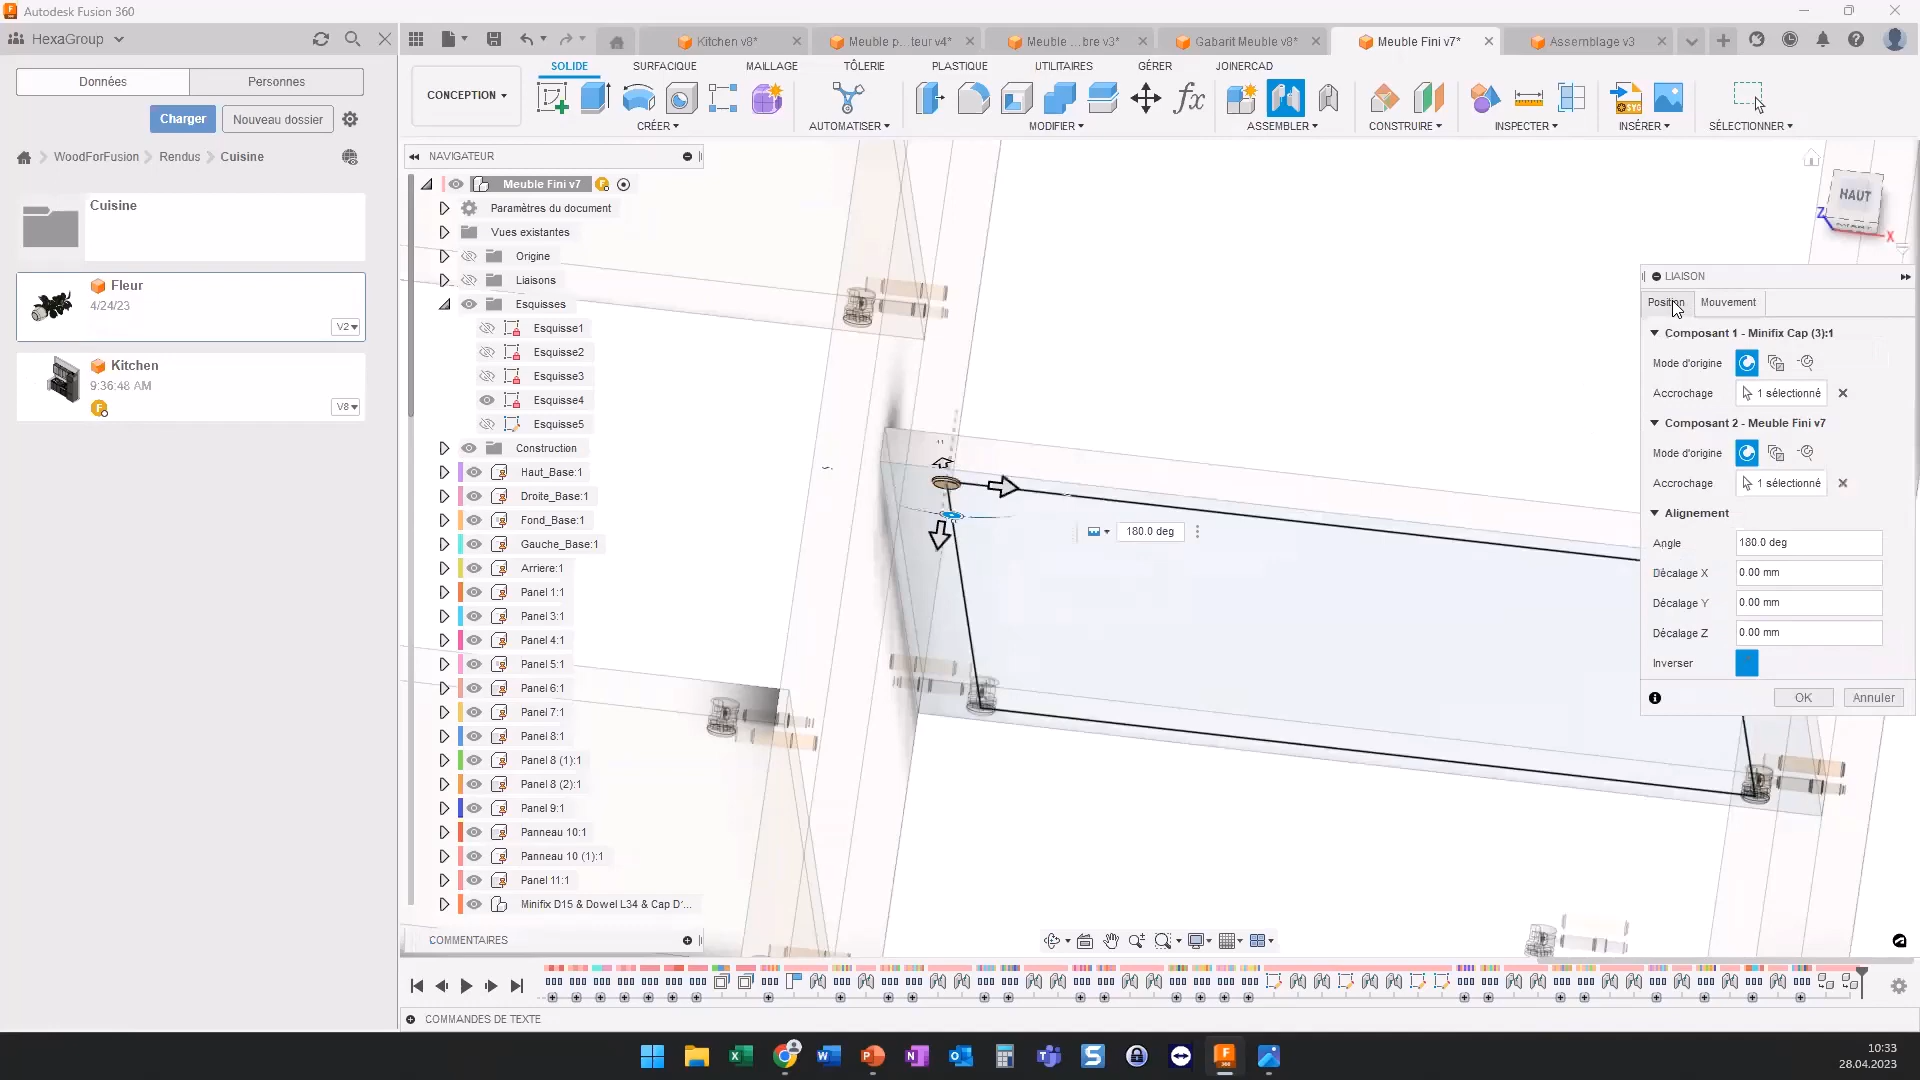 Autodesk Fusion 360
HexaGroup
Données
Personnes
Charger
Nouveau dossier
WoodForFusion
Rendus
Cuisine
Cuisine
Fleur
4/24/23
V2
Kitchen
9:36:48 AM
V8
Kitchen v8*
Meuble p...teur v4*
Meuble ...bre v3*
Gabarit Meuble v8*
Meuble Fini v7*
Assemblage v3
SOLIDE
SURFACIQUE
MAILLAGE
TÔLERIE
PLASTIQUE
UTILITAIRES
GÉRER
JOINERCAD
CONCEPTION
CRÉER
AUTOMATISER
MODIFIER
ASSEMBLER
CONSTRUIRE
INSPECTER
INSÉRER
SÉLECTIONNER
NAVIGATEUR
Meuble Fini v7
Paramètres du document
Vues existantes
Origine
Liaisons
Esquisses
Esquisse1
Esquisse2
Esquisse3
Esquisse4
Esquisse5
Construction
Haut_Base:1
Droite_Base:1
Fond_Base:1
Gauche_Base:1
Arriere:1
Panel 1:1
Panel 3:1
Panel 4:1
Panel 5:1
Panel 6:1
Panel 7:1
Panel 8:1
Panel 8 (1):1
Panel 8 (2):1
Panel 9:1
Panneau 10:1
Panneau 10 (1):1
Panel 11:1
Minifix D15 & Dowel L34 & Cap D'...
COMMENTAIRES
180.0 deg
HAUT
Z
X
LIAISON
Position
Mouvement
Composant 1 - Minifix Cap (3):1
Mode d'origine
Accrochage
1 sélectionné
Composant 2 - Meuble Fini v7
Mode d'origine
Accrochage
1 sélectionné
Alignement
Angle
180.0 deg
Décalage X
0.00 mm
Décalage Y
0.00 mm
Décalage Z
0.00 mm
Inverser
OK
Annuler
COMMANDES DE TEXTE
10:33
28.04.2023